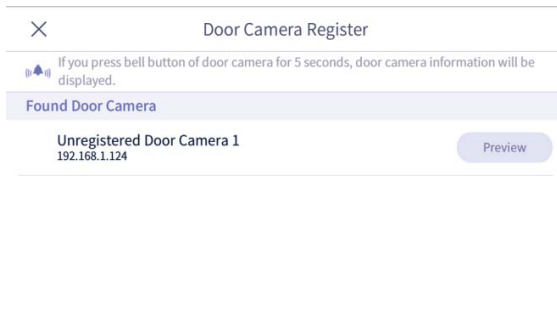 Door Camera Register
If you press bell button of door camera for 5 seconds, door camera information will be
displayed.
Found Door Camera
Unregistered Door Camera 1
192.168.1.124
Preview